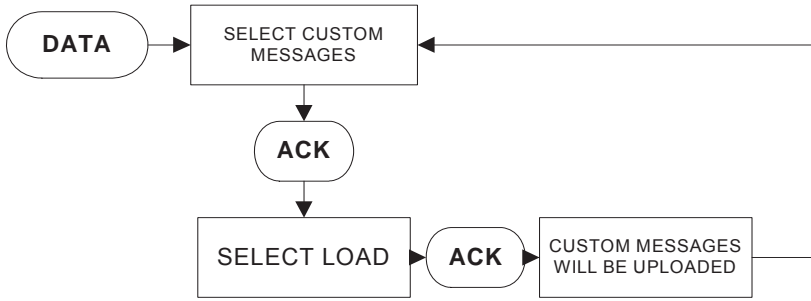 DATA
SELECT CUSTOM
MESSAGES
ACK
SELECT LOAD
ACK
CUSTOM MESSAGES
WILL BE UPLOADED